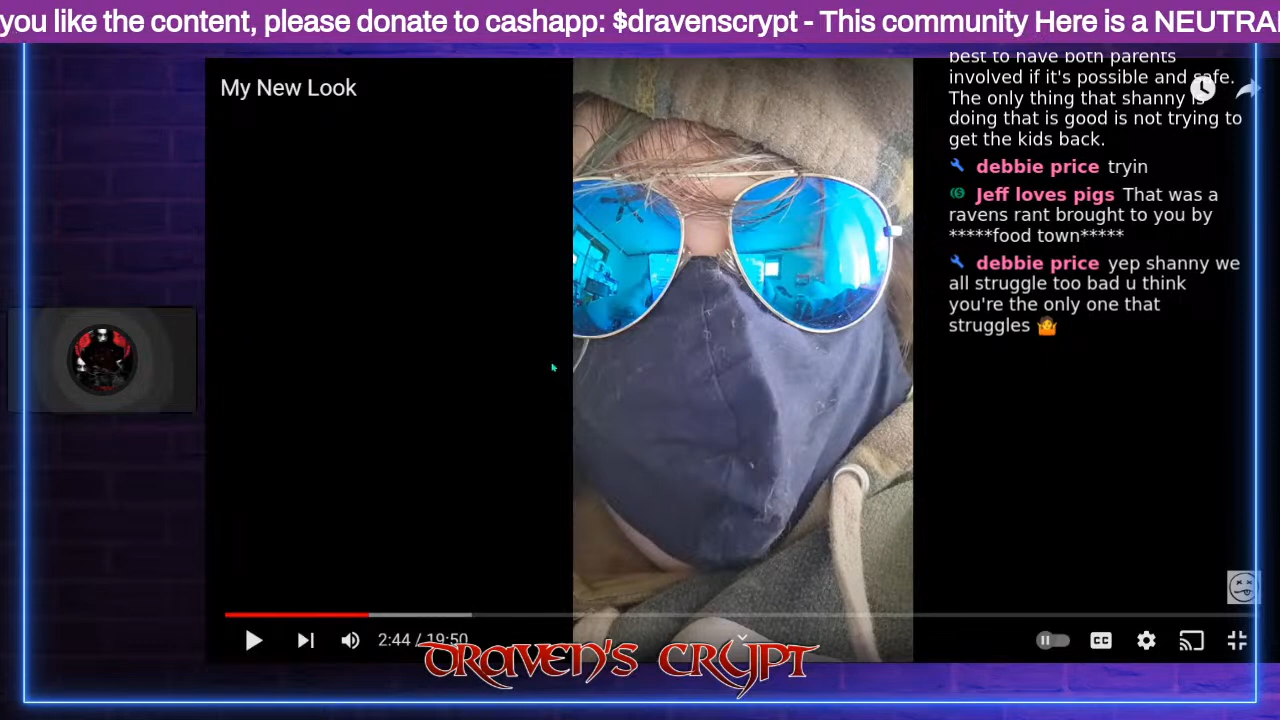 you like the content, please donate to cashapp: $dravenscrypt - This community Here is a NEUTRA
My New Look
best to have both parents
involved if it's possible and safe.
The only thing that shanny is
doing that is good is not trying to
get the kids back.
debbie price tryin
Jeff loves pigs That was a
ravens rant brought to you by
*****food town*****
debbie price yep shanny we
all struggle too bad u think
you're the only one that
struggles 🤷
2:44 / 19:50
CC
DRAVEN'S CRYPT